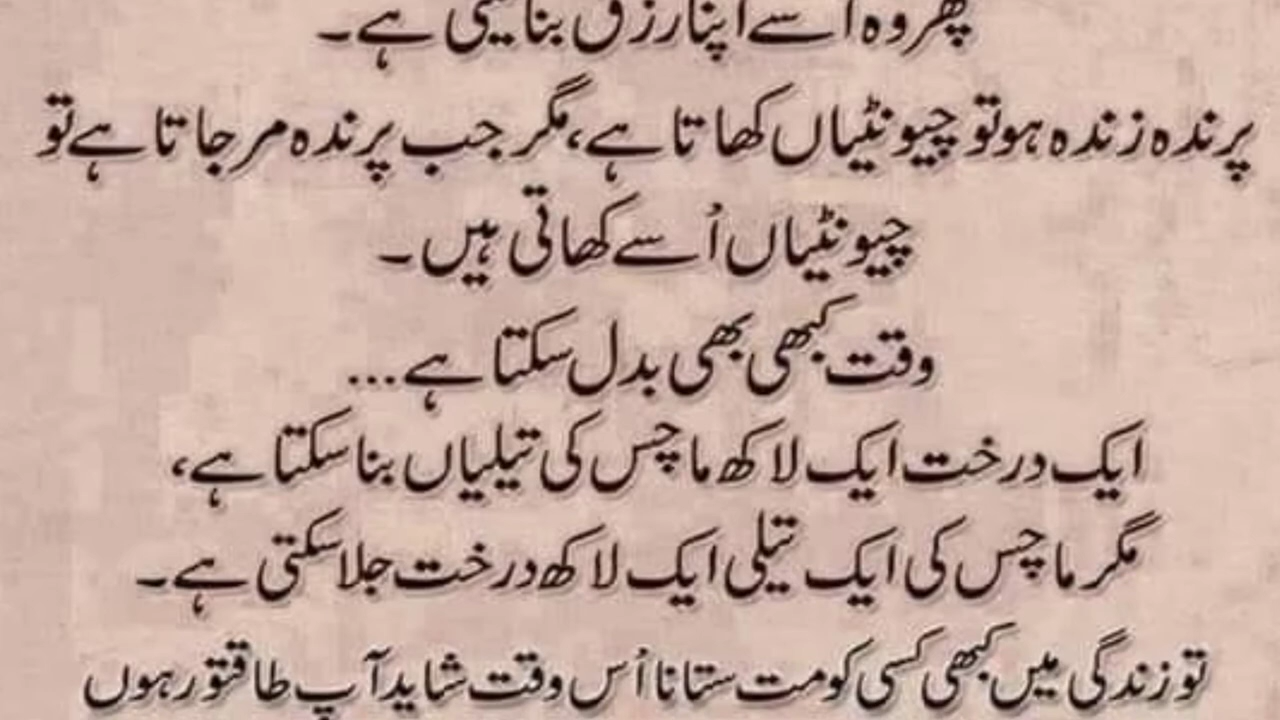 پھر وہ اسے اپنا رزق بنا لیتی ہے۔
پرندہ زندہ ہو تو چیونٹیاں کھاتا ہے، مگر جب پرندہ مر جاتا ہے تو
چیونٹیاں اُسے کھاتی ہیں۔
وقت کبھی بھی بدل سکتا ہے...
ایک درخت ایک لاکھ ماچس کی تیلیاں بنا سکتا ہے،
مگر ماچس کی ایک تیلی ایک لاکھ درخت جلا سکتی ہے۔
تو زندگی میں کبھی کسی کو مت ستانا اُس وقت شاید آپ طاقتور ہوں